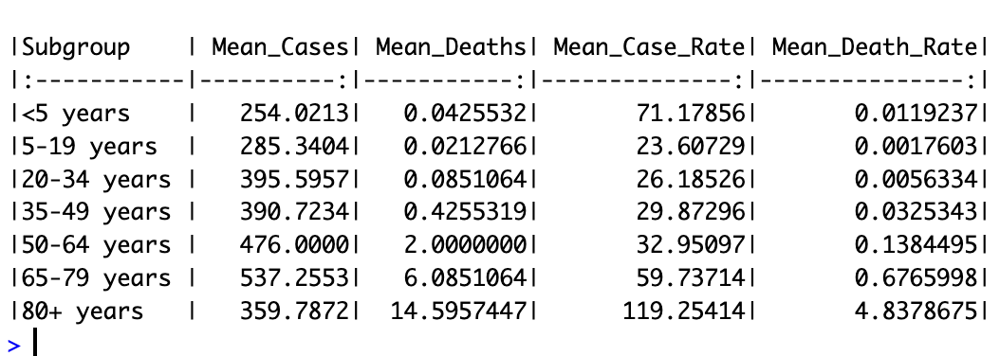 |Subgroup    | Mean_Cases| Mean_Deaths| Mean_Case_Rate| Mean_Death_Rate|
|:-----------|----------:|-----------:|--------------:|---------------:|
|<5 years    |   254.0213|   0.0425532|       71.17856|       0.0119237|
|5-19 years  |   285.3404|   0.0212766|       23.60729|       0.0017603|
|20-34 years |   395.5957|   0.0851064|       26.18526|       0.0056334|
|35-49 years |   390.7234|   0.4255319|       29.87296|       0.0325343|
|50-64 years |   476.0000|   2.0000000|       32.95097|       0.1384495|
|65-79 years |   537.2553|   6.0851064|       59.73714|       0.6765998|
|80+ years   |   359.7872|  14.5957447|      119.25414|       4.8378675|
>